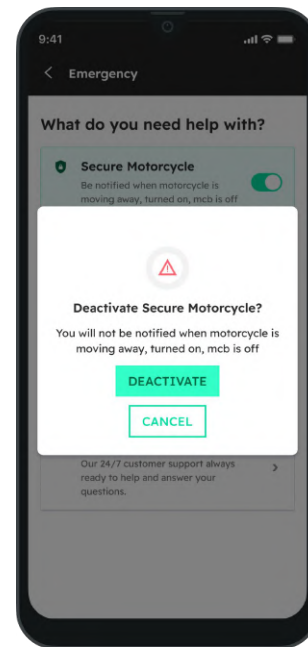 9:41
Emergency
What do you need help with?
Secure Motorcycle
Be notified when motorcycle is
moving away, turned on, mcb is off
Deactivate Secure Motorcycle?
You will not be notified when motorcycle is
moving away, turned on, mcb is off
DEACTIVATE
CANCEL
Our 24/7 customer support always
ready to help and answer your
questions.